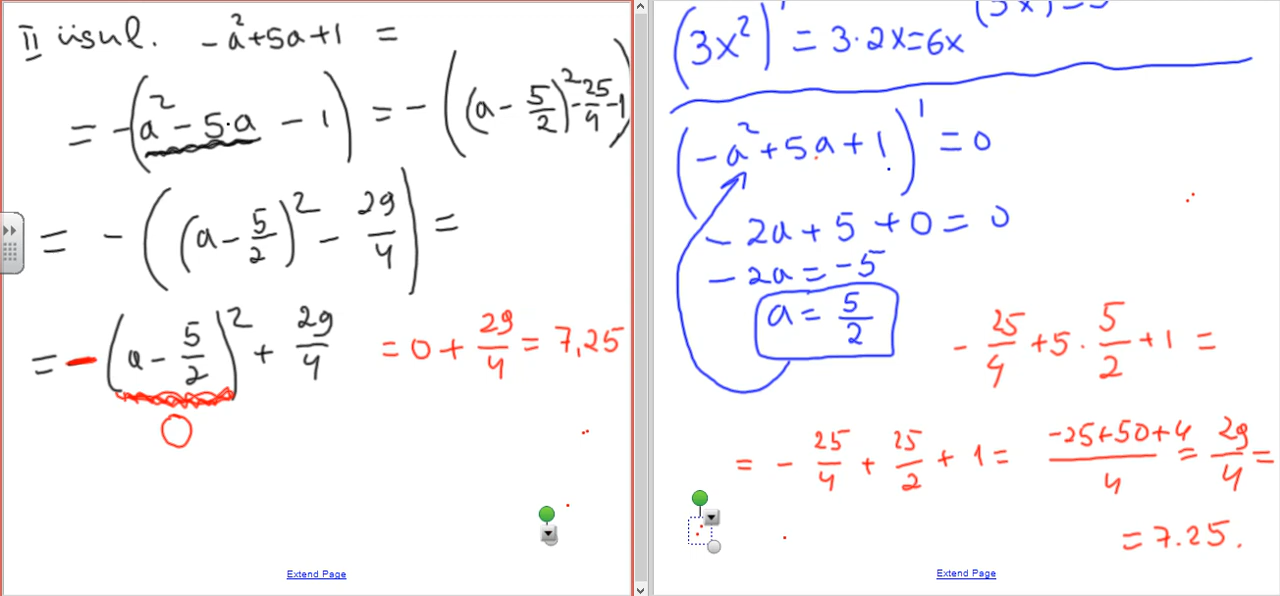 II üsul. -a²+5a+1 =
= -(a² - 5·a - 1) = -((a - 5/2)² - 25/4 - 1)
= - ((a - 5/2)² - 29/4) =
= -(a - 5/2)² + 29/4 = 0 + 29/4 = 7,25
0
Extend Page
(3x²)' = 3·2x=6x
(-a²+5a+1)' = 0
- 2a+5 +0=0
- 2a = -5
a = 5/2
- 25/4 +5 · 5/2 +1 =
= - 25/4 + 25/2 + 1 = (-25+50+4)/4 = 29/4 =
= 7.25.
Extend Page